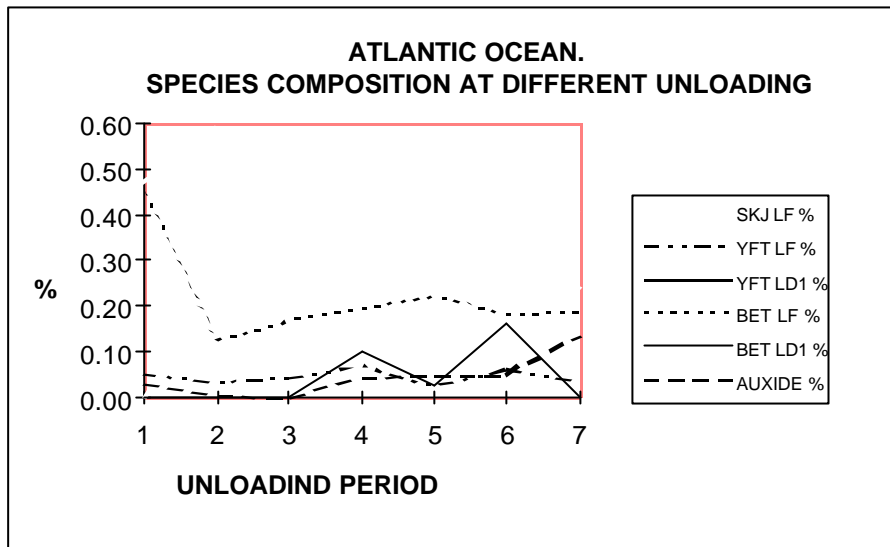 ATLANTIC OCEAN.
SPECIES COMPOSITION AT DIFFERENT UNLOADING
0.60
0.50
0.40
0.30
0.20
0.10
0.00
%
1 2 3 4 5 6 7
UNLOADIND PERIOD
SKJ LF %
YFT LF %
YFT LD1 %
BET LF %
BET LD1 %
AUXIDE %